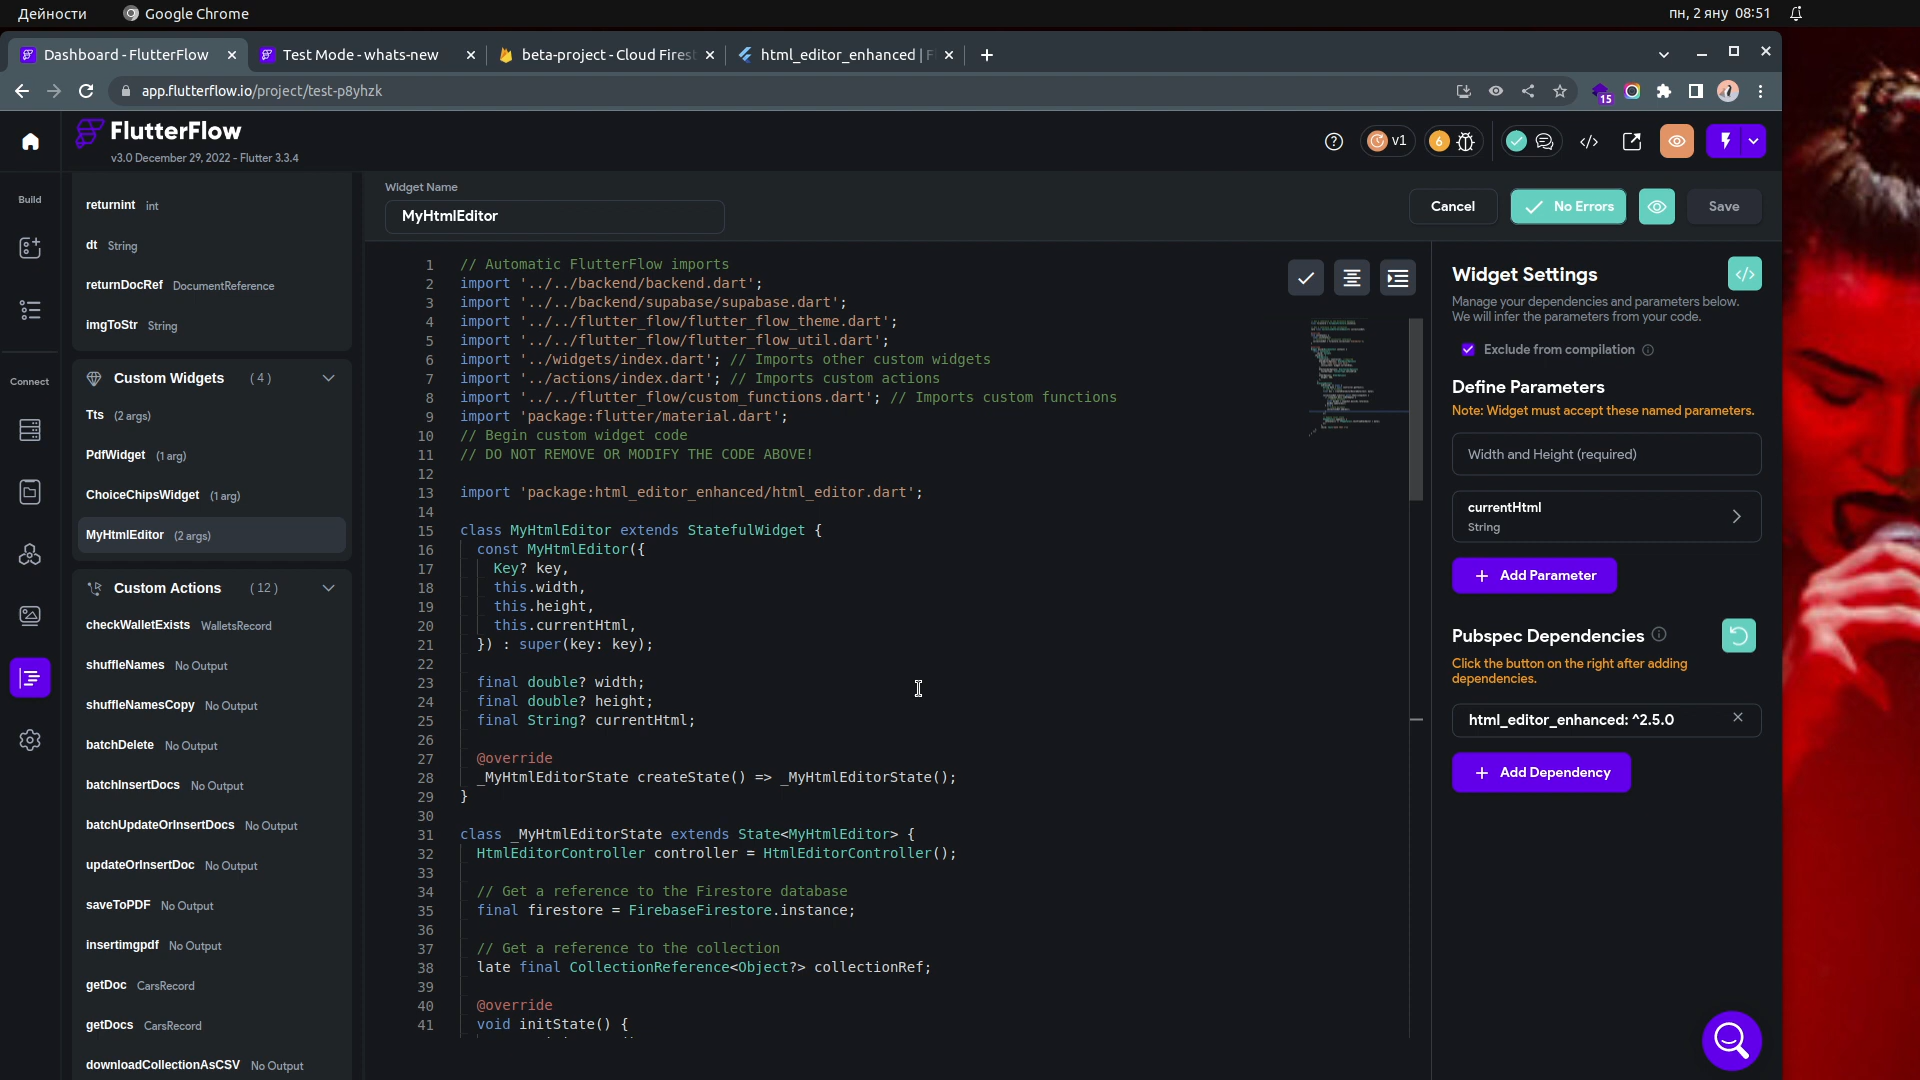 Дейности
Google Chrome
пн, 2 яну 08:51
Dashboard - FlutterFlow
Test Mode - whats-new
beta-project - Cloud Fires
html_editor_enhanced | F
app.flutterflow.io/project/test-p8yhzk
15
FlutterFlow
v3.0 December 29, 2022 - Flutter 3.3.4
v1
6
Build
Connect
returnint int
dt String
returnDocRef DocumentReference
imgToStr String
Custom Widgets (4)
Tts (2 args)
PdfWidget (1 arg)
ChoiceChipsWidget (1 arg)
MyHtmlEditor (2 args)
Custom Actions (12)
checkWalletExists WalletsRecord
shuffleNames No Output
shuffleNamesCopy No Output
batchDelete No Output
batchInsertDocs No Output
batchUpdateOrInsertDocs No Output
updateOrInsertDoc No Output
saveToPDF No Output
insertimgpdf No Output
getDoc CarsRecord
getDocs CarsRecord
downloadCollectionAsCSV No Output
Widget Name
MyHtmlEditor
Cancel
No Errors
Save
1 // Automatic FlutterFlow imports
2 import '../../backend/backend.dart';
3 import '../../backend/supabase/supabase.dart';
4 import '../../flutter_flow/flutter_flow_theme.dart';
5 import '../../flutter_flow/flutter_flow_util.dart';
6 import '../widgets/index.dart'; // Imports other custom widgets
7 import '../actions/index.dart'; // Imports custom actions
8 import '../../flutter_flow/custom_functions.dart'; // Imports custom functions
9 import 'package:flutter/material.dart';
10 // Begin custom widget code
11 // DO NOT REMOVE OR MODIFY THE CODE ABOVE!
12
13 import 'package:html_editor_enhanced/html_editor.dart';
14
15 class MyHtmlEditor extends StatefulWidget {
16 const MyHtmlEditor({
17 Key? key,
18 this.width,
19 this.height,
20 this.currentHtml,
21 }) : super(key: key);
22
23 final double? width;
24 final double? height;
25 final String? currentHtml;
26
27 @override
28 _MyHtmlEditorState createState() => _MyHtmlEditorState();
29 }
30
31 class _MyHtmlEditorState extends State<MyHtmlEditor> {
32 HtmlEditorController controller = HtmlEditorController();
33
34 // Get a reference to the Firestore database
35 final firestore = FirebaseFirestore.instance;
36
37 // Get a reference to the collection
38 late final CollectionReference<Object?> collectionRef;
39
40 @override
41 void initState() {
Widget Settings
Manage your dependencies and parameters below.
We will infer the parameters from your code.
Exclude from compilation
Define Parameters
Note: Widget must accept these named parameters.
Width and Height (required)
currentHtml
String
+ Add Parameter
Pubspec Dependencies
Click the button on the right after adding
dependencies.
html_editor_enhanced: ^2.5.0
+ Add Dependency